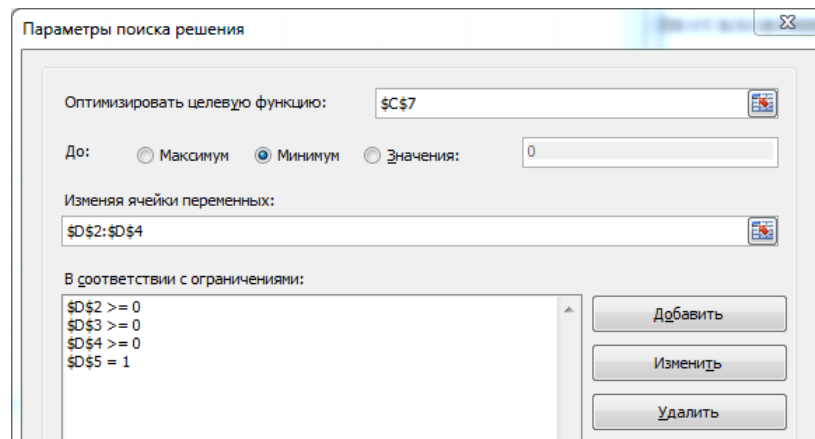 Параметры поиска решения
Оптимизировать целевую функцию: $C$7
До: Максимум Минимум Значения: 0
Изменяя ячейки переменных:
$D$2:$D$4
В соответствии с ограничениями:
$D$2 >= 0
$D$3 >= 0
$D$4 >= 0
$D$5 = 1
Добавить
Изменить
Удалить